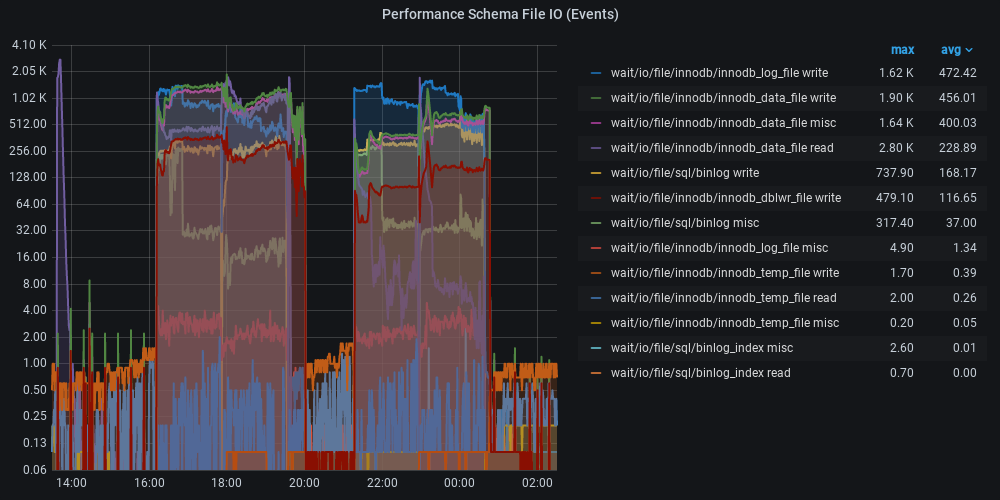 Performance Schema File IO (Events)
4.10 K
2.05 K
1.02 K
512.00
256.00
128.00
64.00
32.00
16.00
8.00
4.00
2.00
1.00
0.50
0.25
0.13
0.06
14:00 16:00 18:00 20:00 22:00 00:00 02:00
max avg
wait/io/file/innodb/innodb_log_file write 1.62 K 472.42
wait/io/file/innodb/innodb_data_file write 1.90 K 456.01
wait/io/file/innodb/innodb_data_file misc 1.64 K 400.03
wait/io/file/innodb/innodb_data_file read 2.80 K 228.89
wait/io/file/sql/binlog write 737.90 168.17
wait/io/file/innodb/innodb_dblwr_file write 479.10 116.65
wait/io/file/sql/binlog misc 317.40 37.00
wait/io/file/innodb/innodb_log_file misc 4.90 1.34
wait/io/file/innodb/innodb_temp_file write 1.70 0.39
wait/io/file/innodb/innodb_temp_file read 2.00 0.26
wait/io/file/innodb/innodb_temp_file misc 0.20 0.05
wait/io/file/sql/binlog_index misc 2.60 0.01
wait/io/file/sql/binlog_index read 0.70 0.00